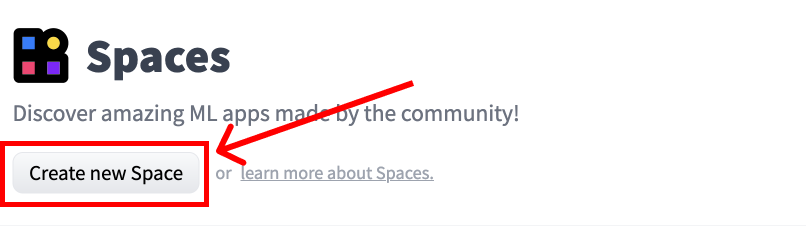 Spaces
Discover amazing ML apps made by the community!
Create new Space or learn more about Spaces.